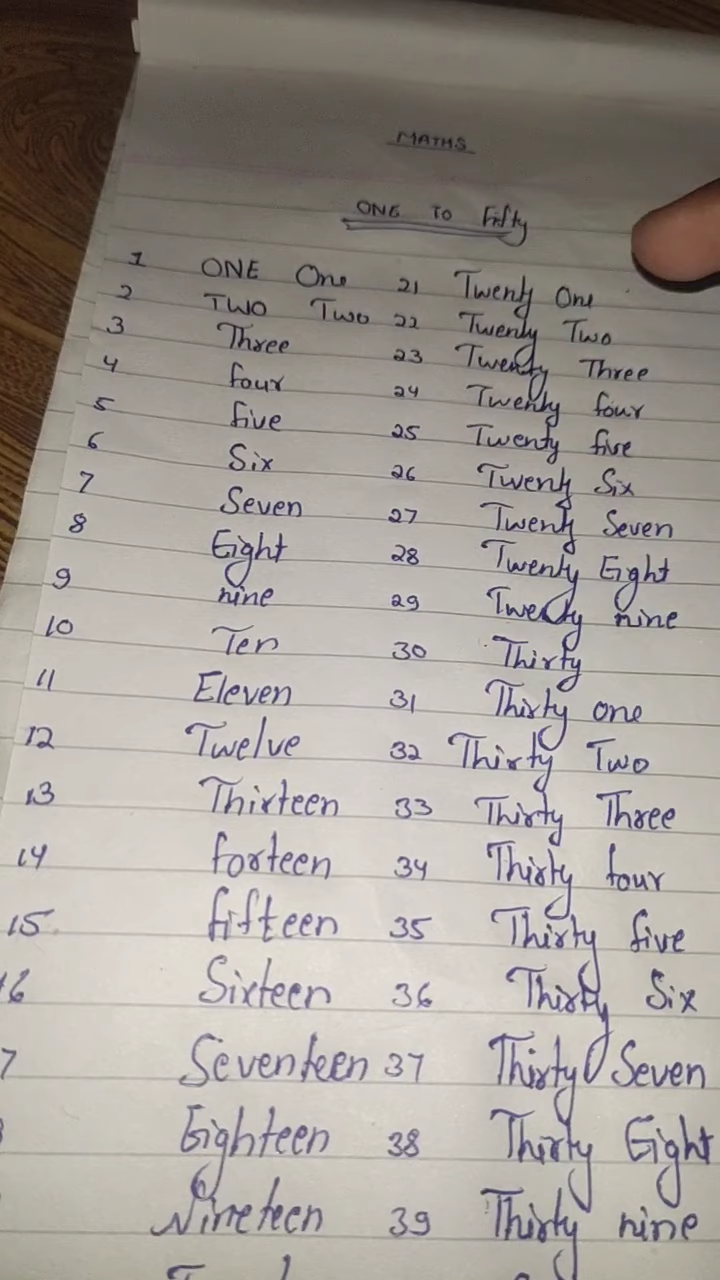 MATHS
ONE TO Fifty
1 ONE One 21 Twenty One
2 TWO Two 22 Twenty Two
3 Three 23 Twenty Three
4 four 24 Twenty four
5 five 25 Twenty five
6 Six 26 Twenty Six
7 Seven 27 Twenty Seven
8 Eight 28 Twenty Eight
9 nine 29 Twenty nine
10 Ten 30 Thirty
11 Eleven 31 Thirty one
12 Twelve 32 Thirty Two
13 Thirteen 33 Thirty Three
14 forteen 34 Thirty four
15 fifteen 35 Thirty five
16 Sixteen 36 Thirty Six
7 Seventeen 37 Thirty Seven
Eighteen 38 Thirty Eight
Nineteen 39 Thirty nine